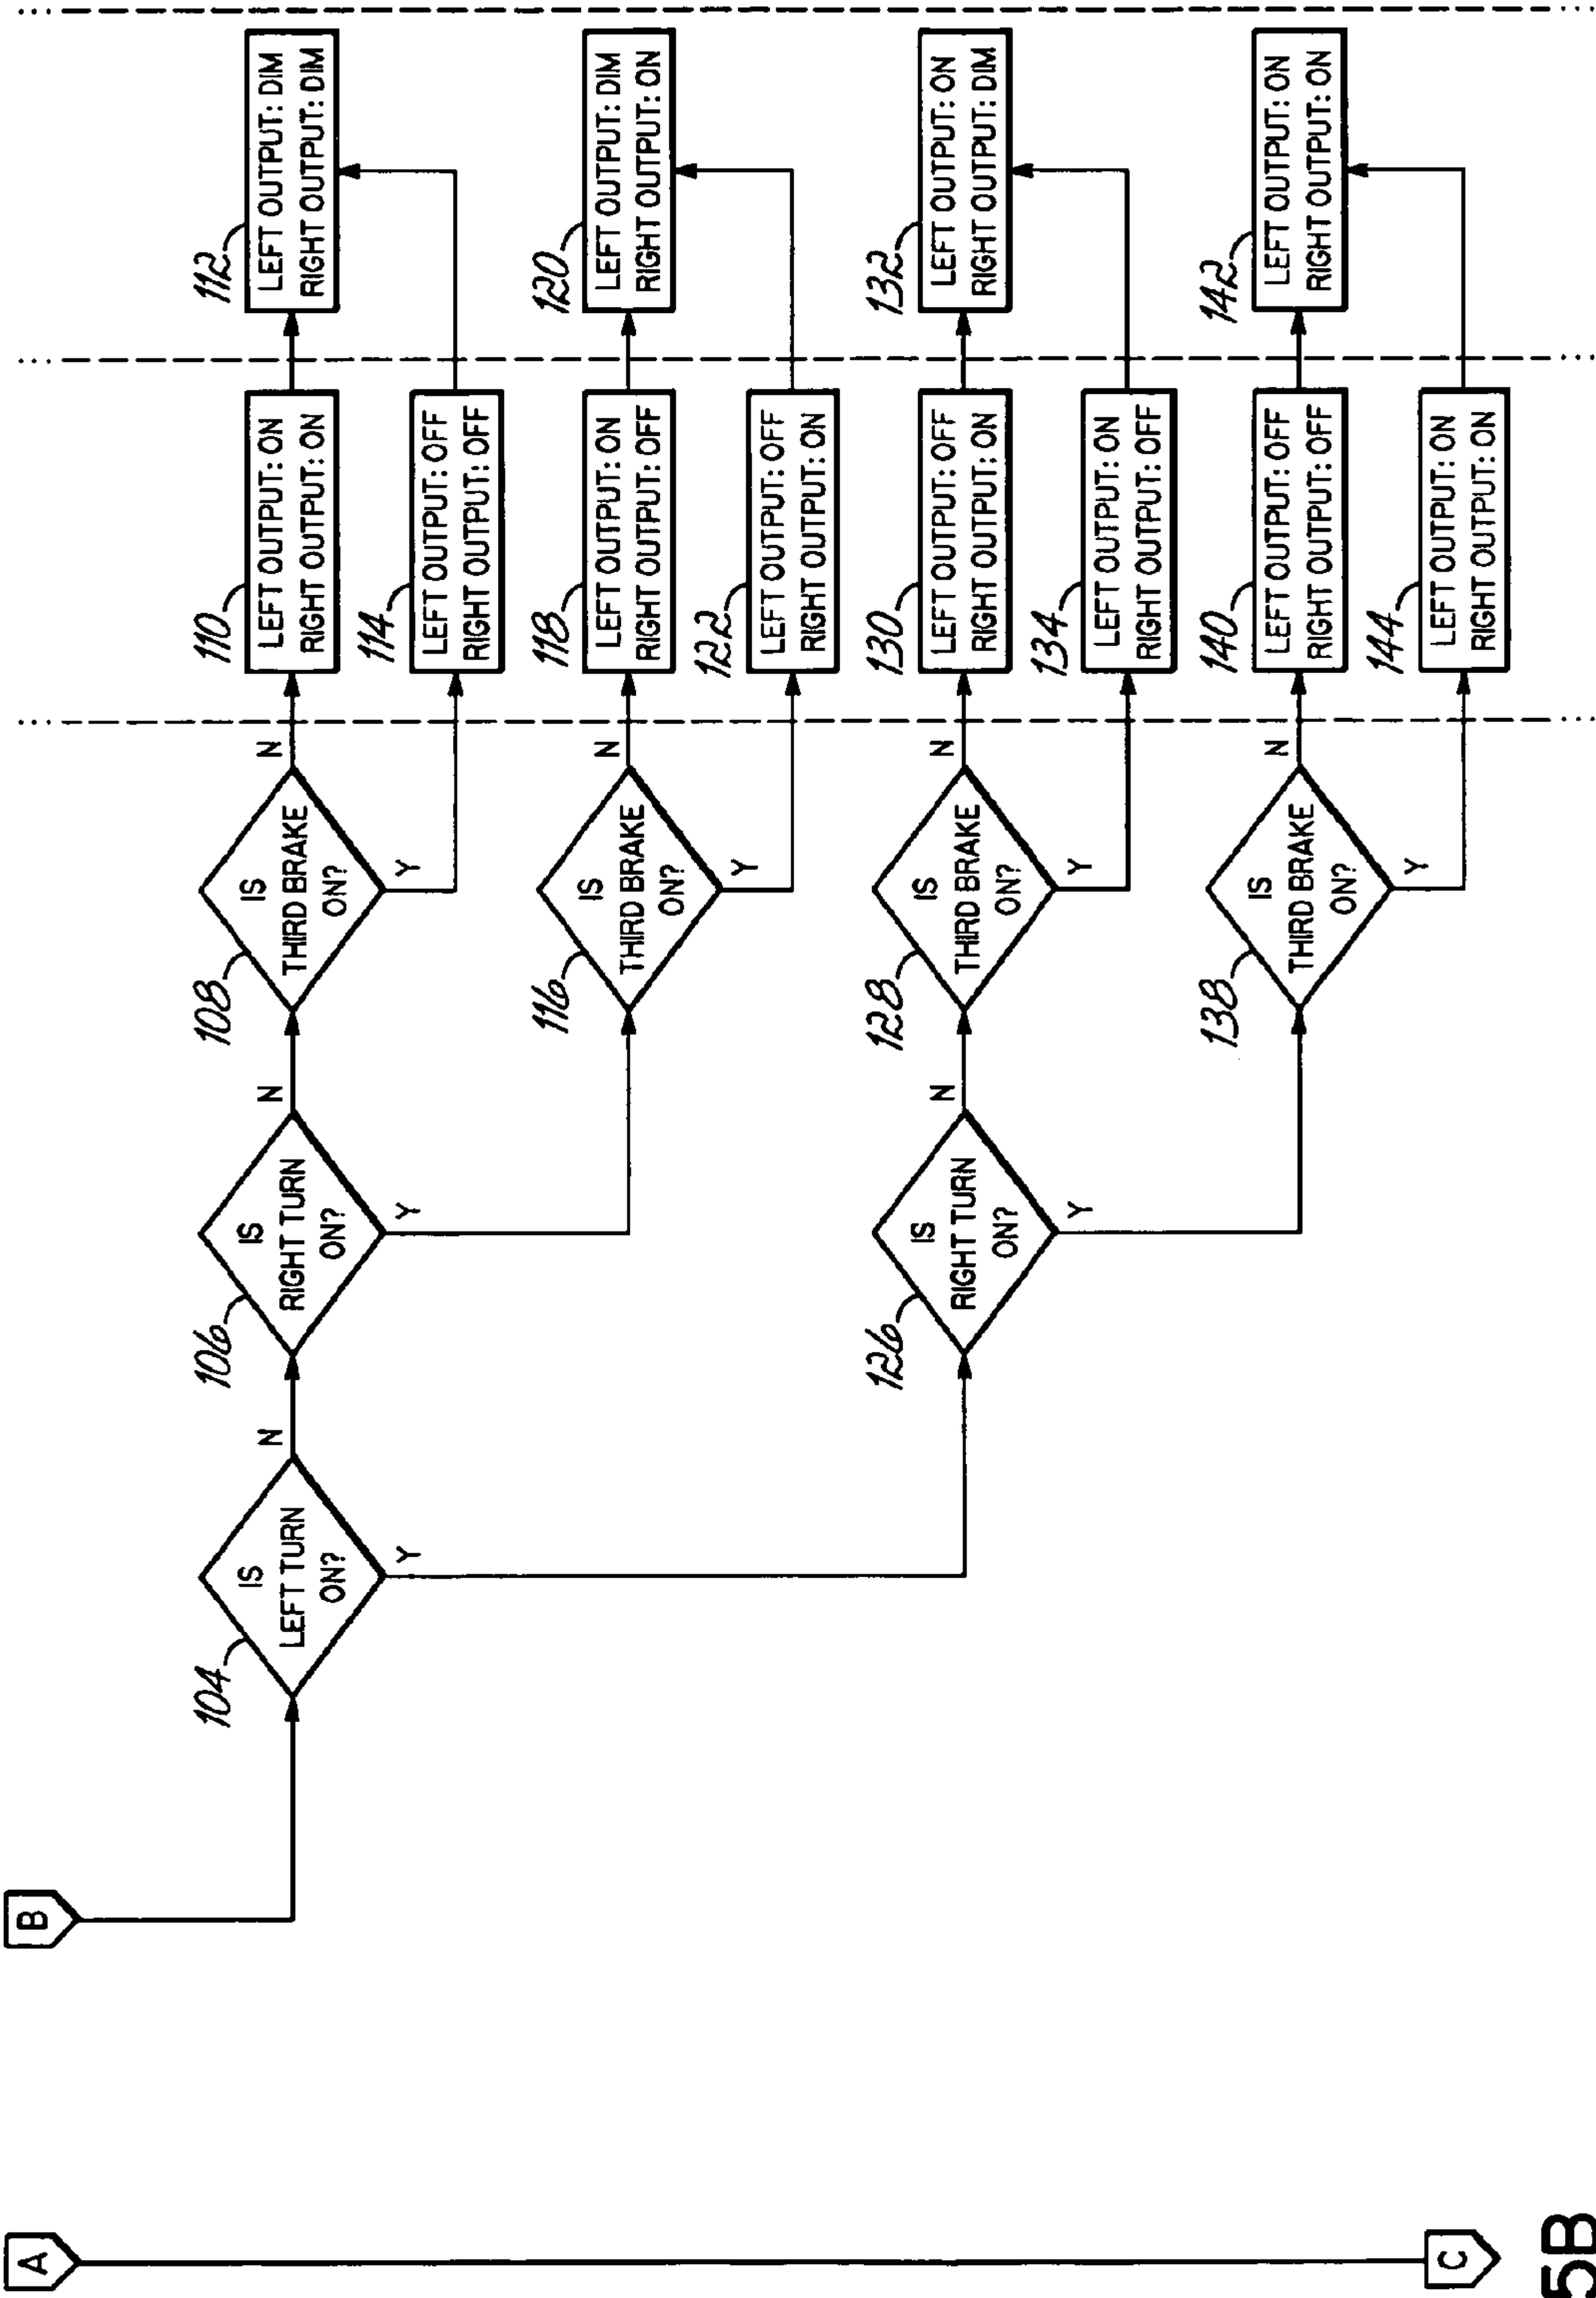 A
B
104
IS
LEFT TURN
ON?
N
Y
106
IS
RIGHT TURN
ON?
N
Y
108
IS
THIRD BRAKE
ON?
N
Y
110
LEFT OUTPUT: ON
RIGHT OUTPUT: ON
112
LEFT OUTPUT: DIM
RIGHT OUTPUT: DIM
114
LEFT OUTPUT: OFF
RIGHT OUTPUT: OFF
116
IS
THIRD BRAKE
ON?
N
Y
118
LEFT OUTPUT: ON
RIGHT OUTPUT: OFF
120
LEFT OUTPUT: DIM
RIGHT OUTPUT: ON
122
LEFT OUTPUT: OFF
RIGHT OUTPUT: ON
126
IS
RIGHT TURN
ON?
N
Y
128
IS
THIRD BRAKE
ON?
N
Y
130
LEFT OUTPUT: OFF
RIGHT OUTPUT: ON
132
LEFT OUTPUT: ON
RIGHT OUTPUT: DIM
134
LEFT OUTPUT: ON
RIGHT OUTPUT: OFF
138
IS
THIRD BRAKE
ON?
N
Y
140
LEFT OUTPUT: OFF
RIGHT OUTPUT: OFF
142
LEFT OUTPUT: ON
RIGHT OUTPUT: ON
144
LEFT OUTPUT: ON
RIGHT OUTPUT: ON
C
5B